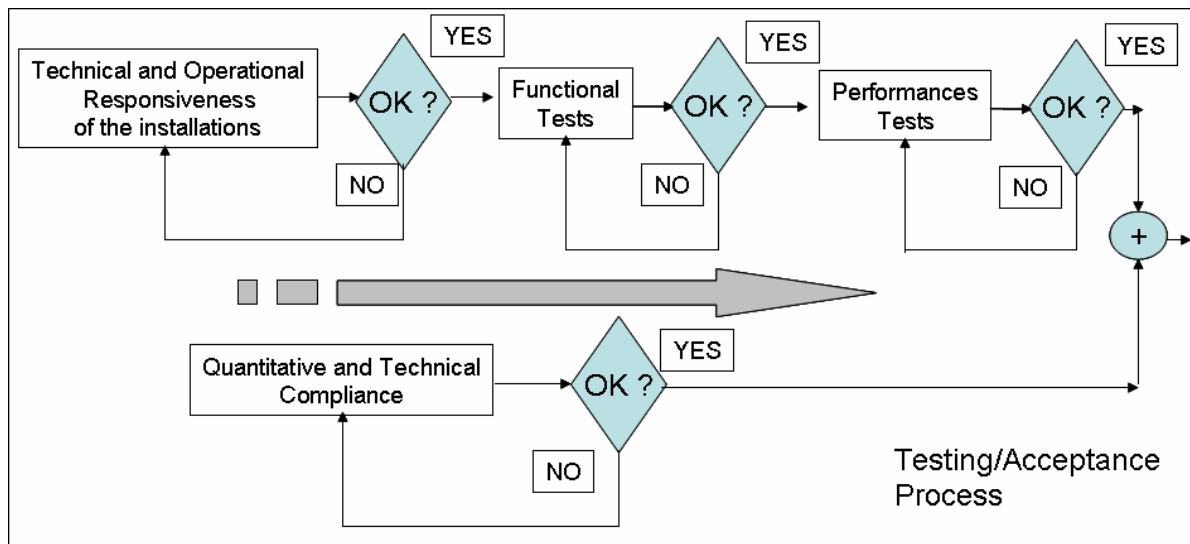 YES
YES
YES
Technical and Operational
Responsiveness
of the installations
OK ?
Functional
Tests
OK ?
Performances
Tests
OK ?
NO
NO
NO
+
Quantitative and Technical
Compliance
OK ?
YES
NO
Testing/Acceptance
Process